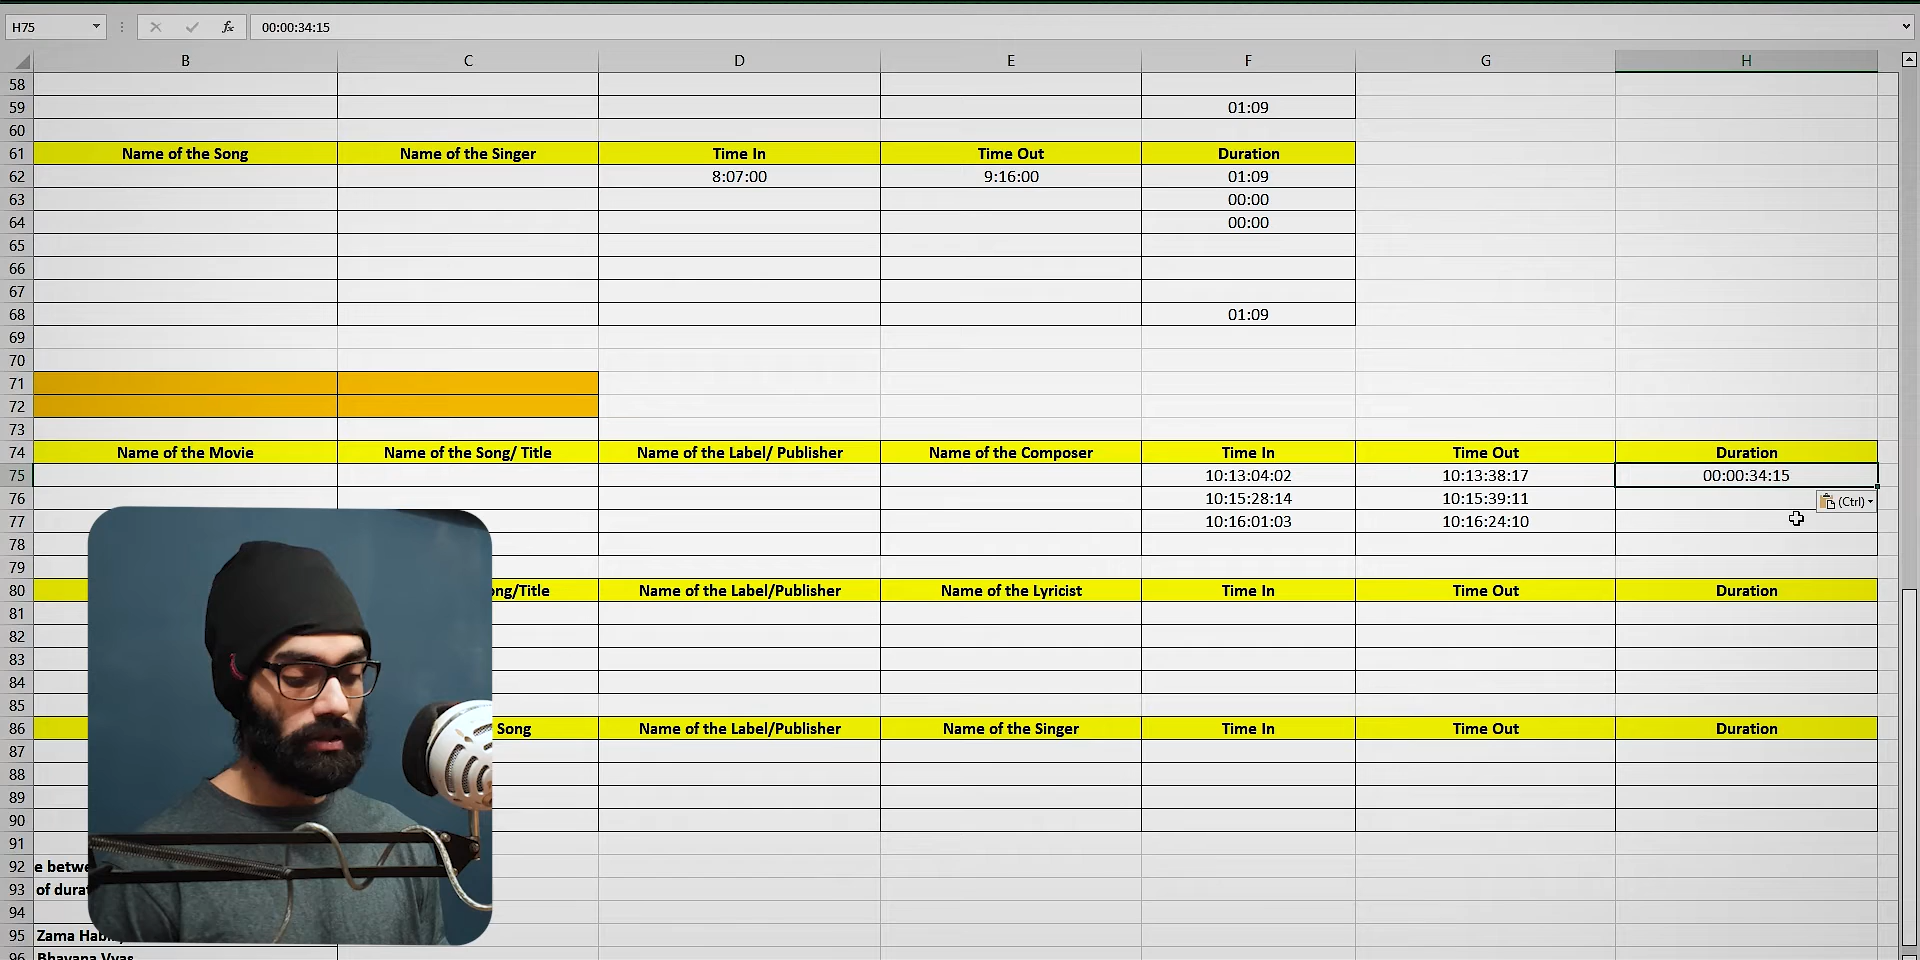 H75 fx 00:00:34:15
B C D E F G H
58
59 01:09
60
61 Name of the Song Name of the Singer Time In Time Out Duration
62 8:07:00 9:16:00 01:09
63 00:00
64 00:00
65
66
67
68 01:09
69
70
71
72
73
74 Name of the Movie Name of the Song/ Title Name of the Label/ Publisher Name of the Composer Time In Time Out Duration
75 10:13:04:02 10:13:38:17 00:00:34:15
76 10:15:28:14 10:15:39:11 (Ctrl)
77 10:16:01:03 10:16:24:10
78
79
80 ong/Title Name of the Label/Publisher Name of the Lyricist Time In Time Out Duration
81
82
83
84
85
86 Song Name of the Label/Publisher Name of the Singer Time In Time Out Duration
87
88
89
90
91
92 e betwe
93 of durat
94
95 Zama
96 Bhavana Vyas